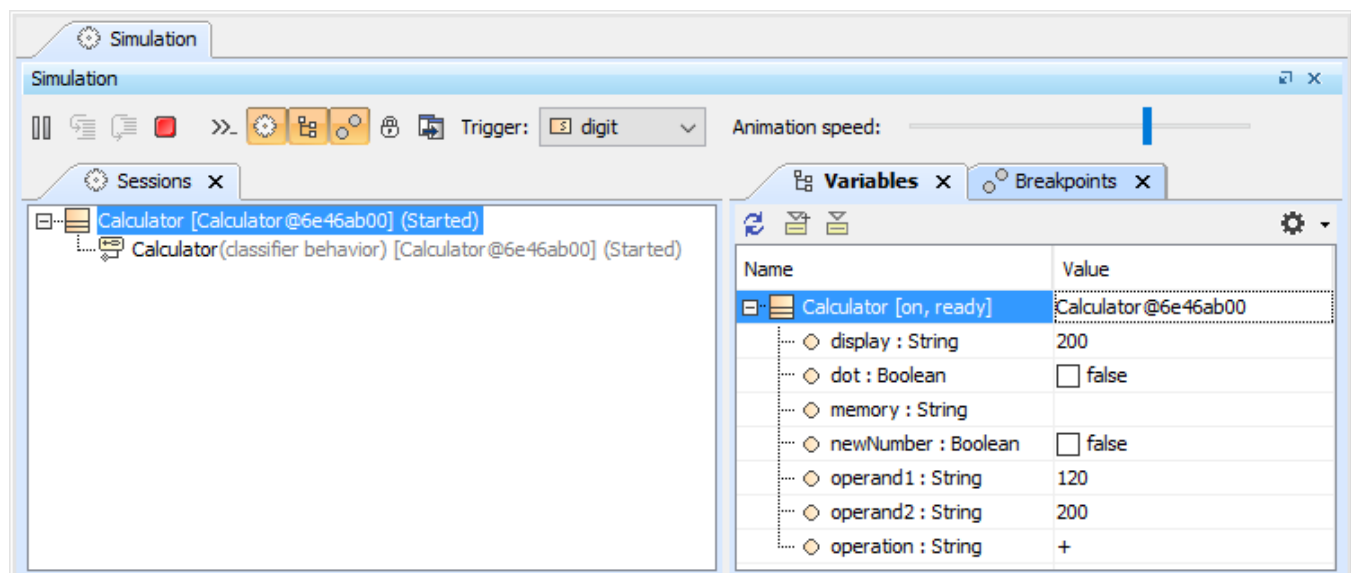 Simulation
Simulation
Trigger: digit Animation speed:
Sessions Variables Breakpoints
Calculator [Calculator@6e46ab00] (Started)
Calculator(classifier behavior) [Calculator@6e46ab00] (Started)
Name Value
Calculator [on, ready] Calculator@6e46ab00
display : String 200
dot : Boolean false
memory : String
newNumber : Boolean false
operand1 : String 120
operand2 : String 200
operation : String +